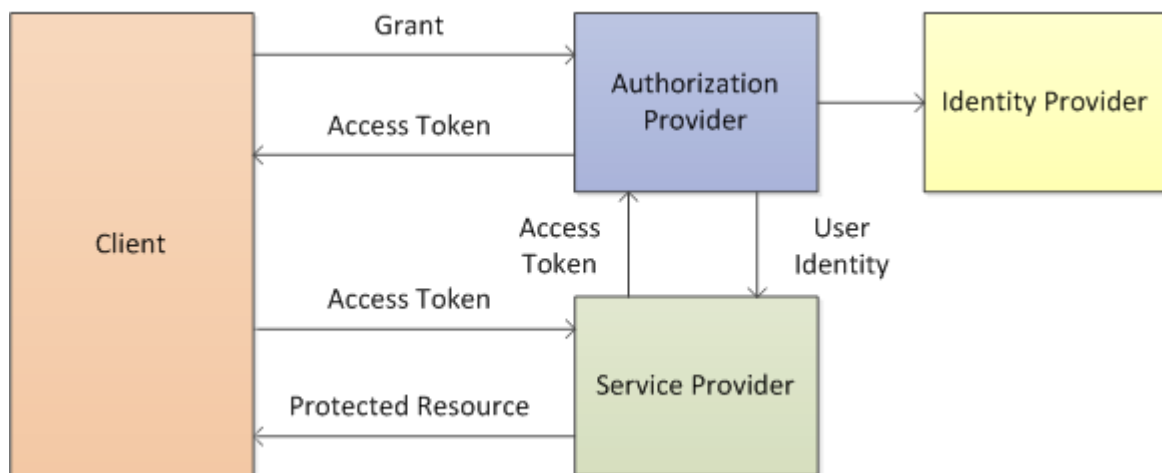 Grant
Authorization
Provider
Identity Provider
Access Token
Client
Access
Token
User
Identity
Access Token
Service Provider
Protected Resource